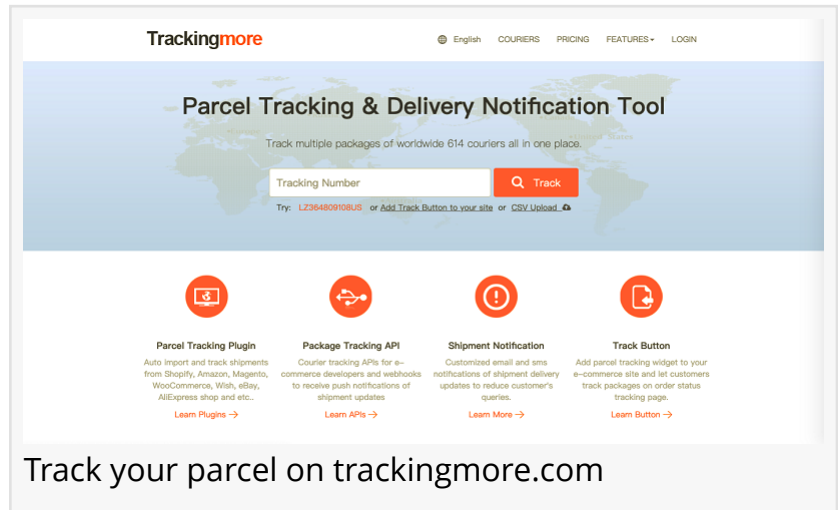 Trackingmore
English COURIERS PRICING FEATURES LOGIN
Parcel Tracking & Delivery Notification Tool
Track multiple packages of worldwide 614 couriers all in one place.
Tracking Number
Track
Try: LZ364809108US or Add Track Button to your site or CSV Upload
Parcel Tracking Plugin
Auto import and track shipments
from Shopify, Amazon, Magento,
WooCommerce, Wish, eBay,
AliExpress shop and etc..
Learn Plugins →
Package Tracking API
Courier tracking APIs for e-
commerce developers and webhooks
to receive push notifications of
shipment updates
Learn APIs →
Shipment Notification
Customized email and sms
notifications of shipment delivery
updates to reduce customer's
queries.
Learn More →
Track Button
Add parcel tracking widget to your
e-commerce site and let customers
track packages on order status
tracking page.
Learn Button →
Track your parcel on trackingmore.com